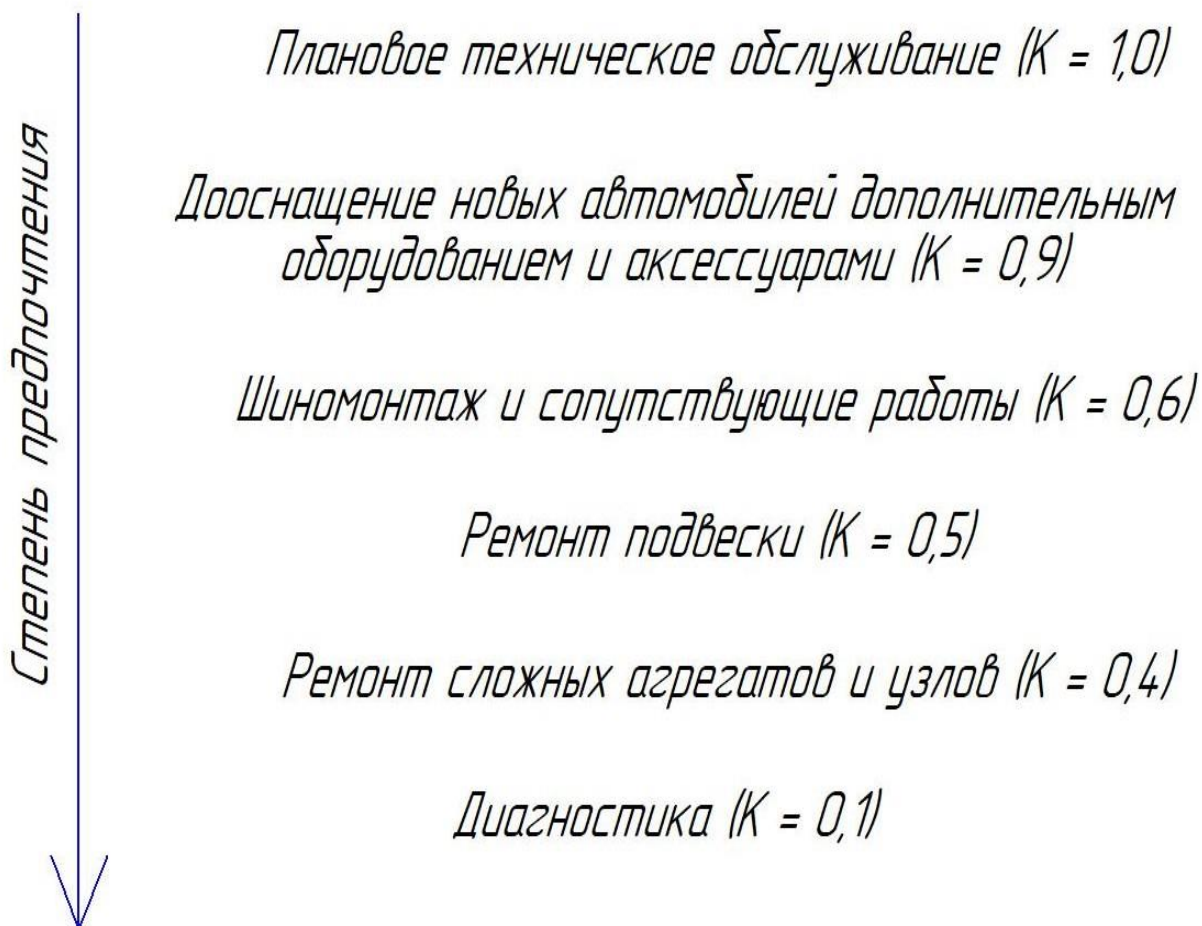 Степень предпочтения
Плановое техническое обслуживание (К = 1,0)
Дооснащение новых автомобилей дополнительным
оборудованием и аксессуарами (К = 0,9)
Шиномонтаж и сопутствующие работы (К = 0,6)
Ремонт подвески (К = 0,5)
Ремонт сложных агрегатов и узлов (К = 0,4)
Диагностика (К = 0,1)